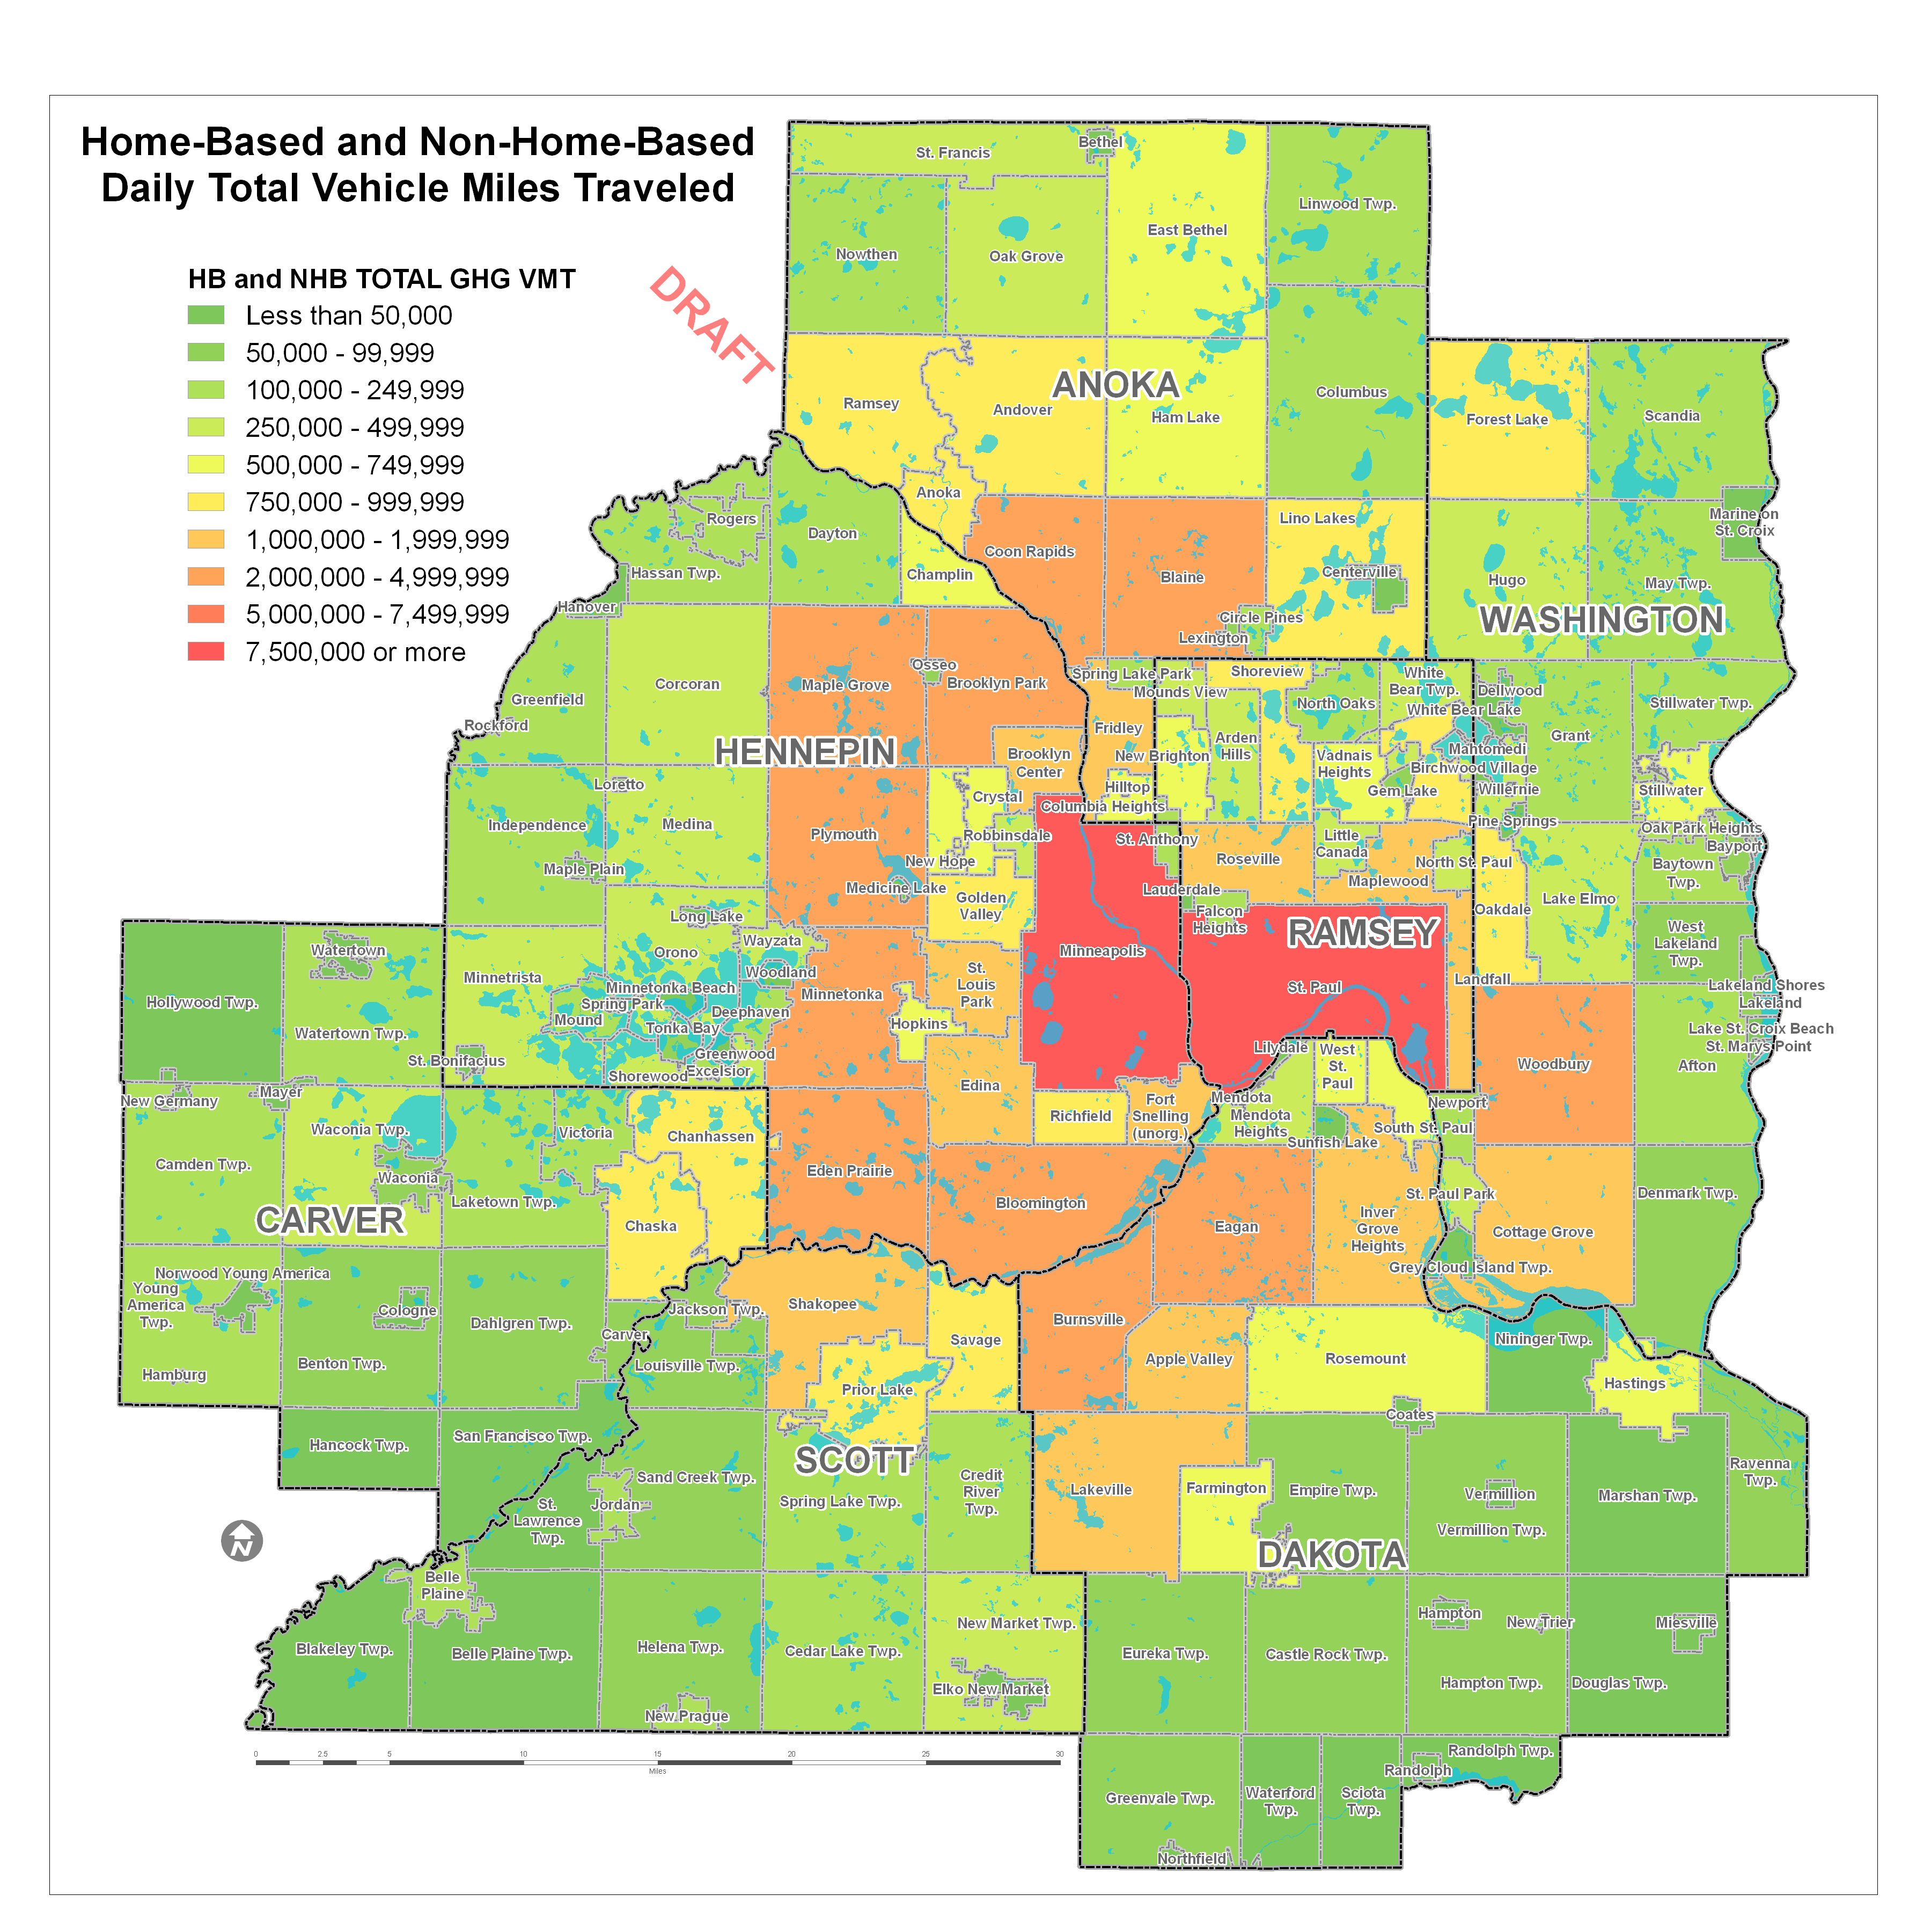 Home-Based and Non-Home-Based
Daily Total Vehicle Miles Traveled
HB and NHB TOTAL GHG VMT
Less than 50,000
50,000 - 99,999
100,000 - 249,999
250,000 - 499,999
500,000 - 749,999
750,000 - 999,999
1,000,000 - 1,999,999
2,000,000 - 4,999,999
5,000,000 - 7,499,999
7,500,000 or more
DRAFT
St. Francis
Bethel
Nowthen
Oak Grove
East Bethel
Linwood Twp.
Ramsey
Andover
ANOKA
Ham Lake
Columbus
Forest Lake
Scandia
Anoka
Rogers
Dayton
Hassan Twp.
Champlin
Coon Rapids
Blaine
Lino Lakes
Centerville
Circle Pines
Lexington
Hugo
Marine on
St. Croix
May Twp.
WASHINGTON
Hanover
Greenfield
Rockford
Corcoran
Maple Grove
Osseo
Brooklyn Park
HENNEPIN
Brooklyn
Center
Spring Lake Park
Mounds View
Fridley
New Brighton
Hilltop
Columbia Heights
Shoreview
Arden
Hills
North Oaks
Vadnais
Heights
White
Bear Twp.
White Bear Lake
Gem Lake
Birchwood Village
Mahtomedi
Dellwood
Willernie
Pine Springs
Grant
Stillwater Twp.
Stillwater
Oak Park Heights
Bayport
Baytown
Twp.
Loretto
Independence
Medina
Maple Plain
Plymouth
Medicine Lake
Crystal
Robbinsdale
New Hope
Golden
Valley
St. Anthony
Lauderdale
Falcon
Heights
Roseville
Little
Canada
Maplewood
North St. Paul
Oakdale
Lake Elmo
West
Lakeland
Twp.
Landfall
Lakeland Shores
Lakeland
Lake St. Croix Beach
St. Marys Point
Afton
Woodbury
RAMSEY
St. Paul
Minneapolis
Long Lake
Orono
Wayzata
Woodland
Minnetonka Beach
Spring Park
Mound
Tonka Bay
Deephaven
Greenwood
Excelsior
Shorewood
Minnetrista
St. Bonifacius
Minnetonka
Hopkins
St.
Louis
Park
Edina
Richfield
Fort
Snelling
(unorg.)
Lilydale
Mendota
Mendota
Heights
West
St.
Paul
South St. Paul
Sunfish Lake
Newport
St. Paul Park
Grey Cloud Island Twp.
Inver
Grove
Heights
Cottage Grove
Denmark Twp.
Hollywood Twp.
Watertown
Watertown Twp.
New Germany
Mayer
Waconia Twp.
Waconia
Camden Twp.
CARVER
Victoria
Laketown Twp.
Chanhassen
Chaska
Eden Prairie
Bloomington
Eagan
Norwood Young America
Young
America
Twp.
Hamburg
Cologne
Benton Twp.
Dahlgren Twp.
Carver
Jackson Twp.
Louisville Twp.
Shakopee
Savage
Prior Lake
Burnsville
Apple Valley
Rosemount
Coates
Nininger Twp.
Hastings
Ravenna
Twp.
Hancock Twp.
San Francisco Twp.
St.
Lawrence
Twp.
Jordan
Sand Creek Twp.
SCOTT
Spring Lake Twp.
Credit
River
Twp.
Lakeville
Farmington
Empire Twp.
DAKOTA
Vermillion
Vermillion Twp.
Marshan Twp.
N
Belle
Plaine
Blakeley Twp.
Belle Plaine Twp.
Helena Twp.
New Prague
Cedar Lake Twp.
New Market Twp.
Elko New Market
Eureka Twp.
Castle Rock Twp.
Hampton
New Trier
Hampton Twp.
Miesville
Douglas Twp.
Greenvale Twp.
Northfield
Waterford
Twp.
Sciota
Twp.
Randolph Twp.
Randolph
0 2.5 5 10 15 20 25 30
Miles